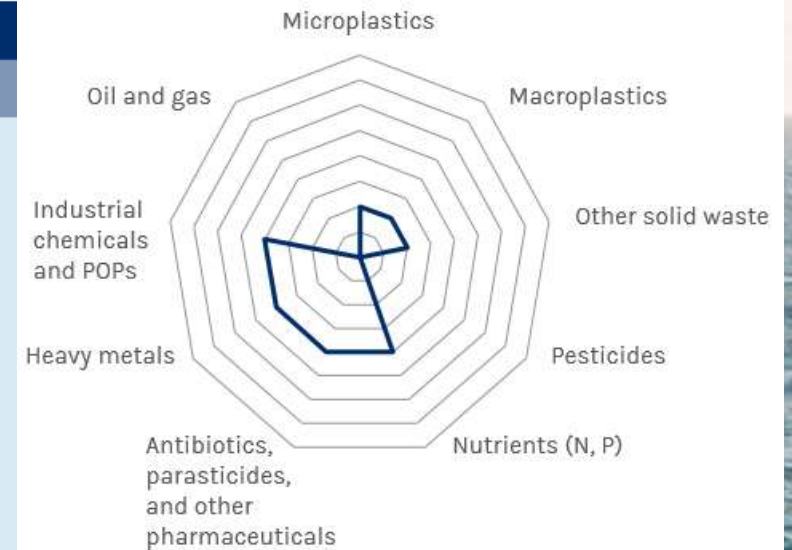 Microplastics
Oil and gas
Macroplastics
Industrial
chemicals
and POPs
Other solid waste
Heavy metals
Pesticides
Antibiotics,
parasticides,
and other
pharmaceuticals
Nutrients (N, P)